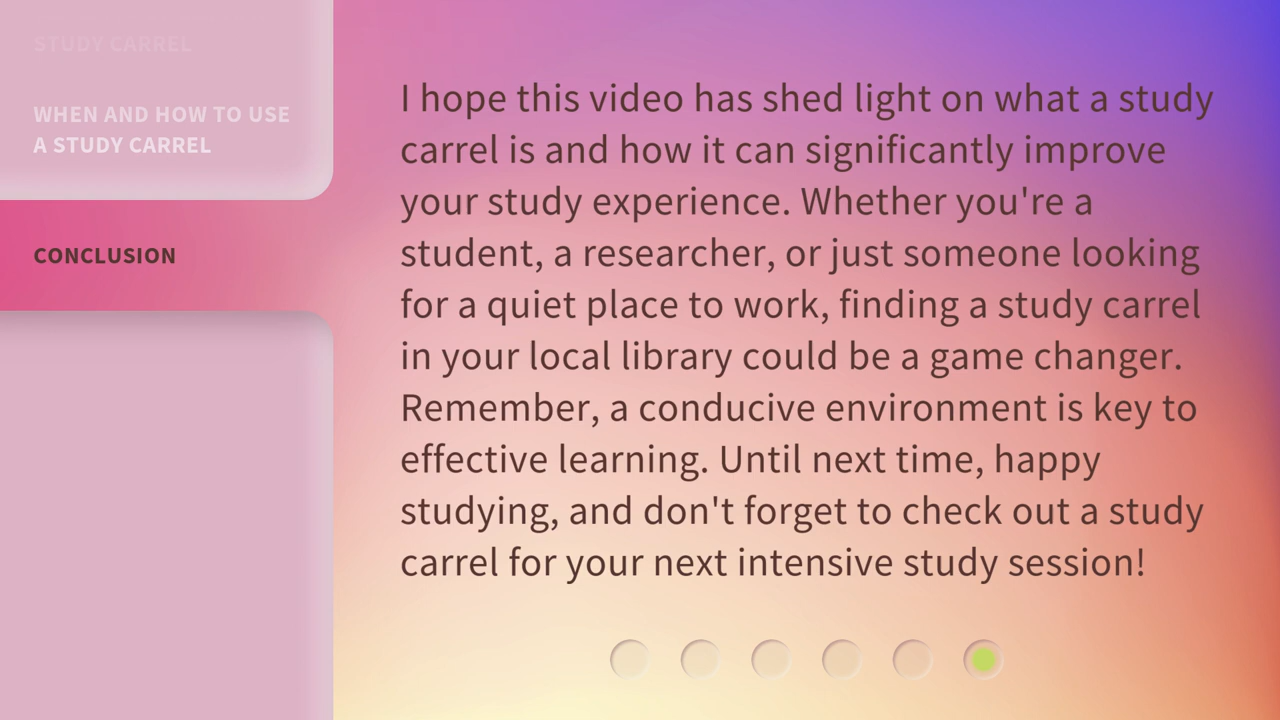 STUDY CARREL
WHEN AND HOW TO USE
A STUDY CARREL
CONCLUSION
I hope this video has shed light on what a study
carrel is and how it can significantly improve
your study experience. Whether you're a
student, a researcher, or just someone looking
for a quiet place to work, finding a study carrel
in your local library could be a game changer.
Remember, a conducive environment is key to
effective learning. Until next time, happy
studying, and don't forget to check out a study
carrel for your next intensive study session!